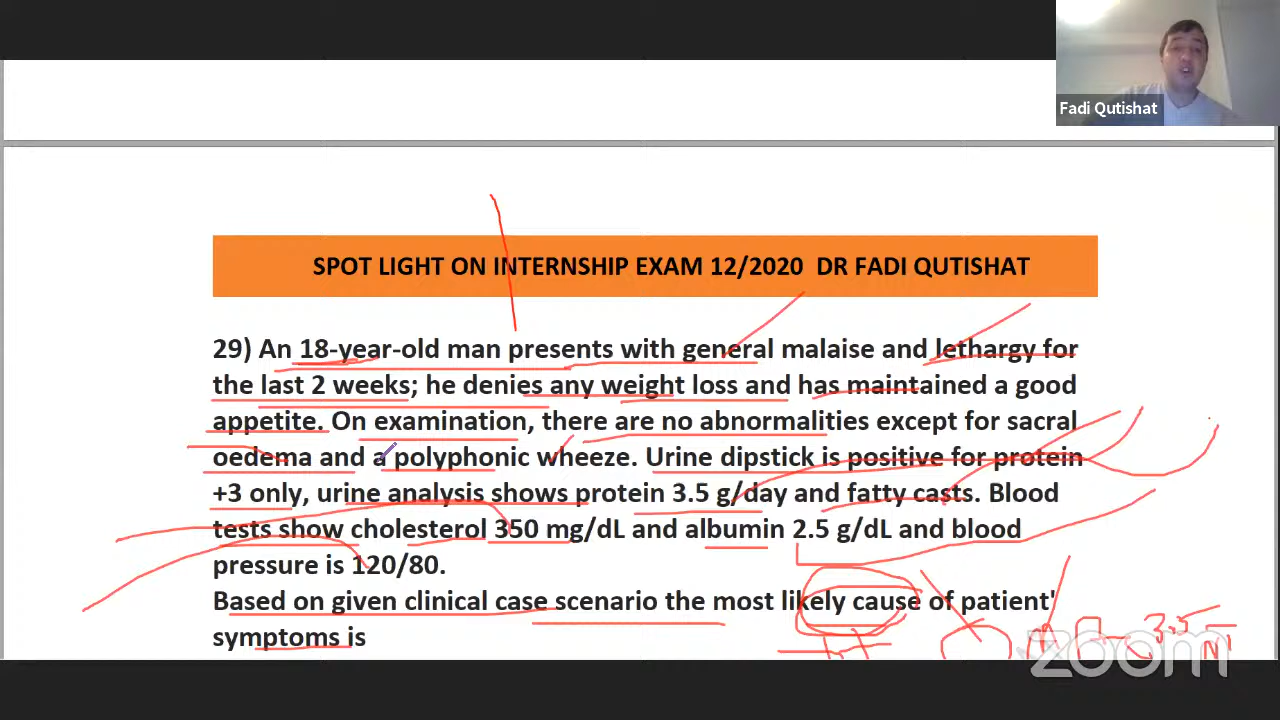 Fadi Qutishat
SPOT LIGHT ON INTERNSHIP EXAM 12/2020 DR FADI QUTISHAT
29) An 18-year-old man presents with general malaise and lethargy for
the last 2 weeks; he denies any weight loss and has maintained a good
appetite. On examination, there are no abnormalities except for sacral
oedema and a polyphonic wheeze. Urine dipstick is positive for protein
+3 only, urine analysis shows protein 3.5 g/day and fatty casts. Blood
tests show cholesterol 350 mg/dL and albumin 2.5 g/dL and blood
pressure is 120/80.
Based on given clinical case scenario the most likely cause of patient'
symptoms is
3.5
zoom